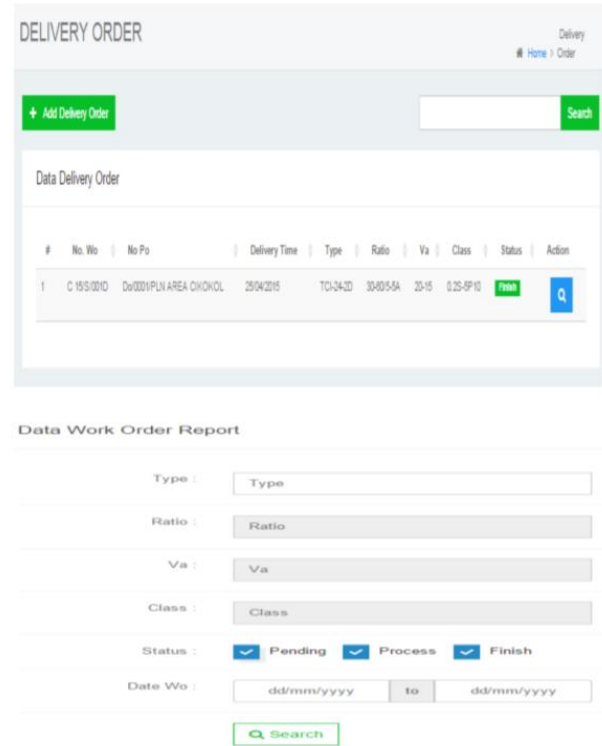 DELIVERY ORDER
Delivery
Home > Order
+ Add Delivery Order
Search
Data Delivery Order
# No. Wo No Po Delivery Time Type Ratio Va Class Status Action
1 C 15/S/001D Do/0001/PLN AREA CIKOKOL 25/04/2015 TCI-24-2D 30-60/5-5A 20-15 0.2S-5P10 Finish
Data Work Order Report
Type : Type
Ratio : Ratio
Va : Va
Class : Class
Status : Pending Process Finish
Date Wo : dd/mm/yyyy to dd/mm/yyyy
Search